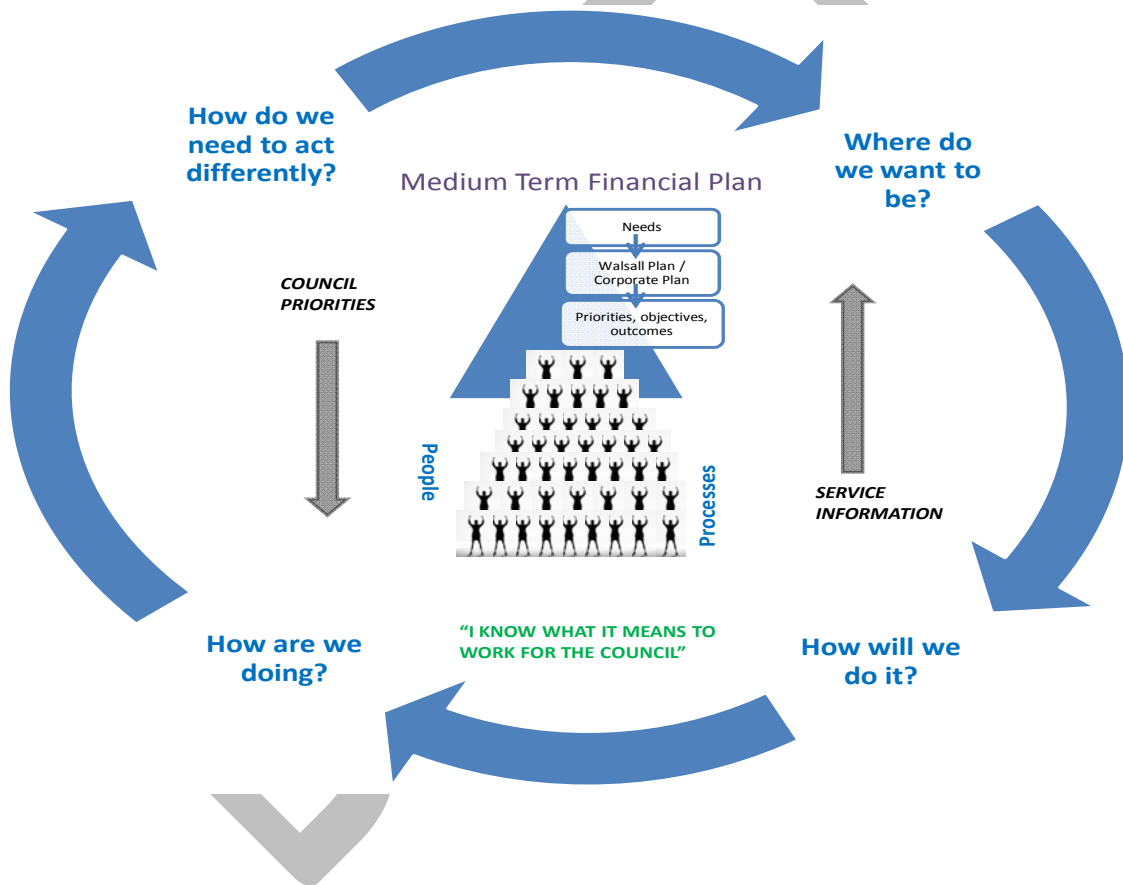 How do we
need to act
differently?
Where do
we want to
be?
Medium Term Financial Plan
Needs
Walsall Plan /
Corporate Plan
Priorities, objectives,
outcomes
COUNCIL
PRIORITIES
People
Processes
SERVICE
INFORMATION
How are we
doing?
“I KNOW WHAT IT MEANS TO
WORK FOR THE COUNCIL”
How will we
do it?